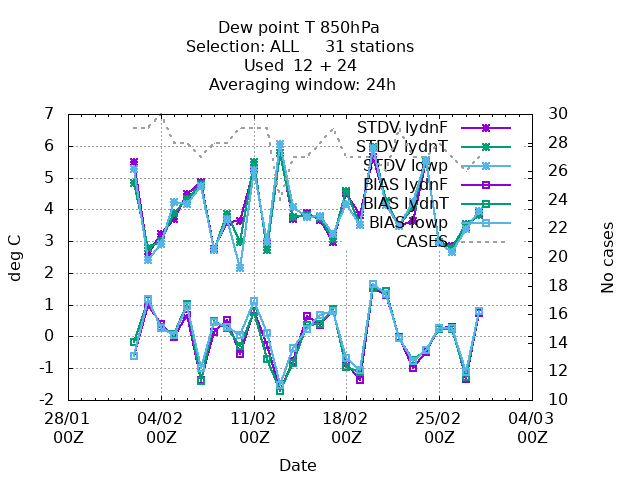 Dew point T 850hPa
Selection: ALL     31 stations
Used  12 + 24
Averaging window: 24h
7
6
5
4
3
2
1
0
-1
-2
deg C
30
28
26
24
22
20
18
16
14
12
10
No cases
STDV lydnF
STDV lydnT
STDV lowp
BIAS lydnF
BIAS lydnT
BIAS lowp
CASES
28/01 04/02 11/02 18/02 25/02 04/03
00Z 00Z 00Z 00Z 00Z 00Z
Date